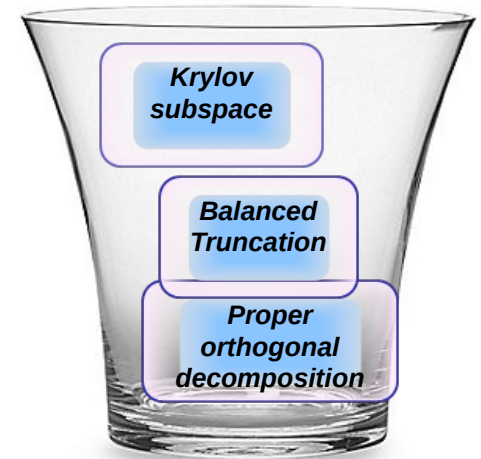 Krylov
subspace
Balanced
Truncation
Proper
orthogonal
decomposition